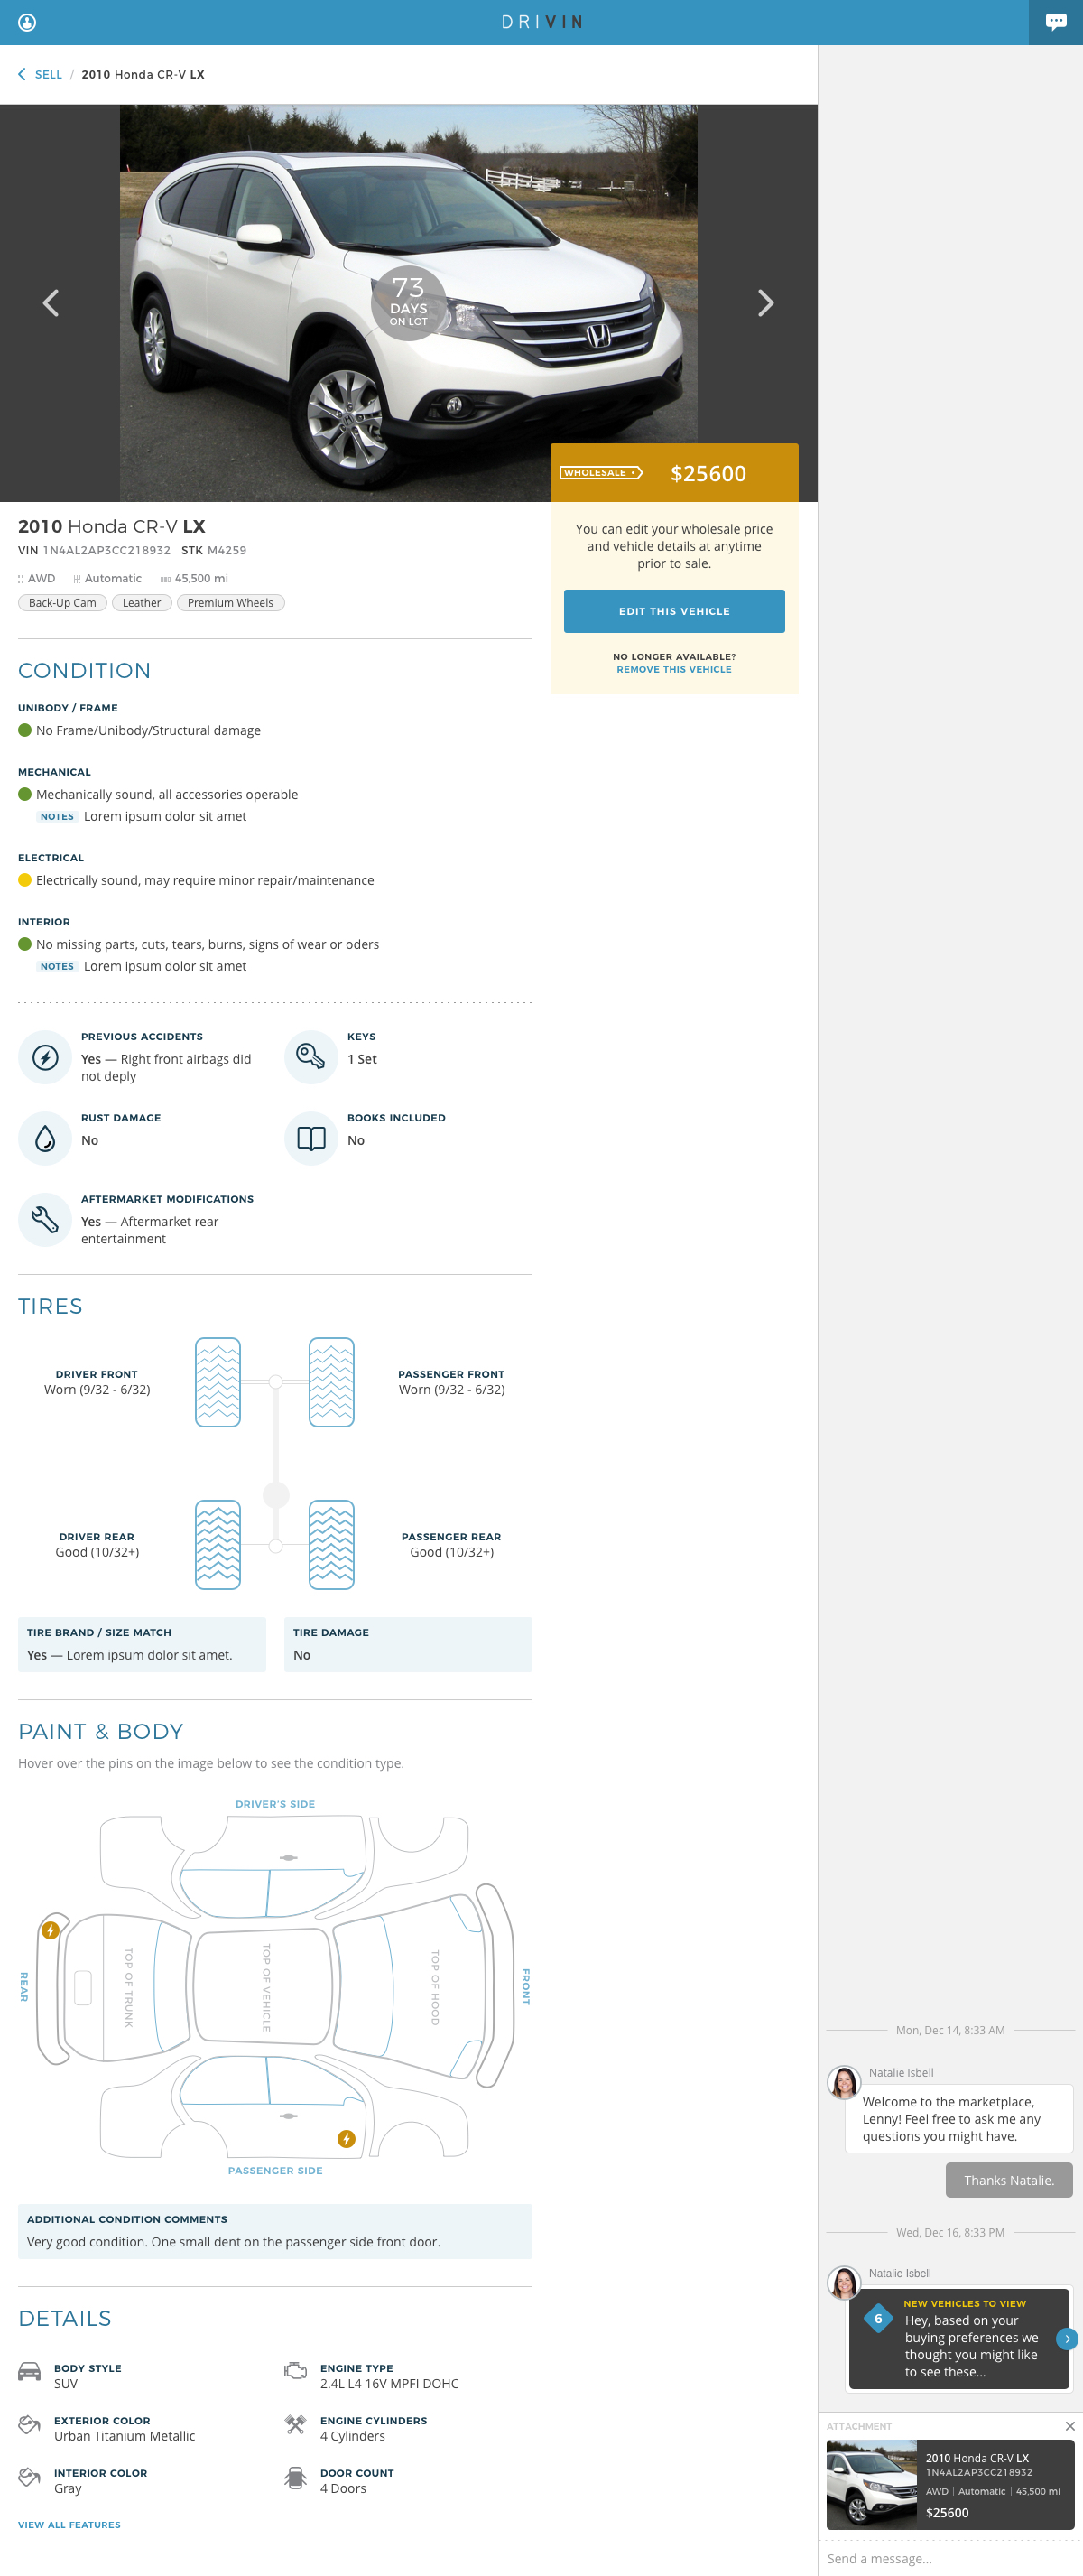 DRIVIN
SELL / 2010 Honda CR-V LX
73
DAYS
ON LOT
WHOLESALE
$25600
You can edit your wholesale price
and vehicle details at anytime
prior to sale.
EDIT THIS VEHICLE
NO LONGER AVAILABLE?
REMOVE THIS VEHICLE
2010 Honda CR-V LX
VIN 1N4AL2AP3CC218932 STK M4259
AWD Automatic 45,500 mi
Back-Up Cam Leather Premium Wheels
CONDITION
UNIBODY / FRAME
No Frame/Unibody/Structural damage
MECHANICAL
Mechanically sound, all accessories operable
NOTES Lorem ipsum dolor sit amet
ELECTRICAL
Electrically sound, may require minor repair/maintenance
INTERIOR
No missing parts, cuts, tears, burns, signs of wear or oders
NOTES Lorem ipsum dolor sit amet
PREVIOUS ACCIDENTS
Yes — Right front airbags did
not deply
KEYS
1 Set
RUST DAMAGE
No
BOOKS INCLUDED
No
AFTERMARKET MODIFICATIONS
Yes — Aftermarket rear
entertainment
TIRES
DRIVER FRONT
Worn (9/32 - 6/32)
PASSENGER FRONT
Worn (9/32 - 6/32)
DRIVER REAR
Good (10/32+)
PASSENGER REAR
Good (10/32+)
TIRE BRAND / SIZE MATCH
Yes — Lorem ipsum dolor sit amet.
TIRE DAMAGE
No
PAINT & BODY
Hover over the pins on the image below to see the condition type.
DRIVER'S SIDE
REAR
TOP OF TRUNK
TOP OF VEHICLE
TOP OF HOOD
FRONT
PASSENGER SIDE
ADDITIONAL CONDITION COMMENTS
Very good condition. One small dent on the passenger side front door.
DETAILS
BODY STYLE
SUV
ENGINE TYPE
2.4L L4 16V MPFI DOHC
EXTERIOR COLOR
Urban Titanium Metallic
ENGINE CYLINDERS
4 Cylinders
INTERIOR COLOR
Gray
DOOR COUNT
4 Doors
VIEW ALL FEATURES
Mon, Dec 14, 8:33 AM
Natalie Isbell
Welcome to the marketplace,
Lenny! Feel free to ask me any
questions you might have.
Thanks Natalie.
Wed, Dec 16, 8:33 PM
Natalie Isbell
6
NEW VEHICLES TO VIEW
Hey, based on your
buying preferences we
thought you might like
to see these...
ATTACHMENT
2010 Honda CR-V LX
1N4AL2AP3CC218932
AWD | Automatic | 45,500 mi
$25600
Send a message...